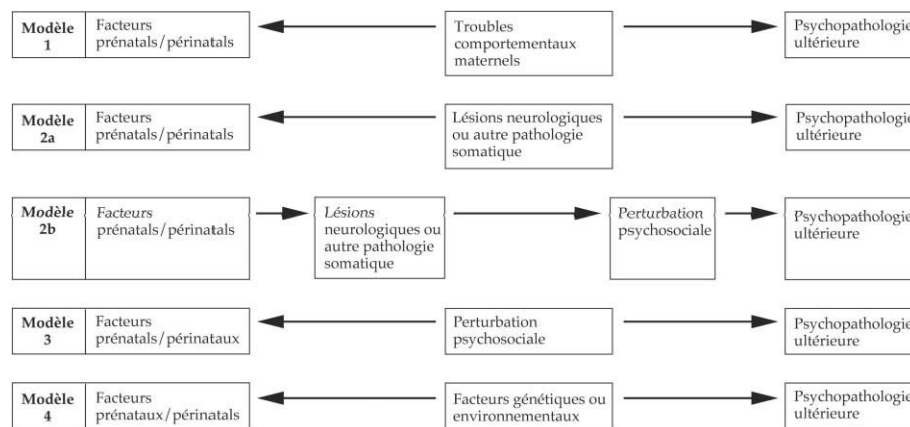 Modèle
1
Facteurs
prénatals/périnatals
Troubles
comportementaux
maternels
Psychopathologie
ultérieure
Modèle
2a
Facteurs
prénatals/périnatals
Lésions neurologiques
ou autre pathologie
somatique
Psychopathologie
ultérieure
Modèle
2b
Facteurs
prénatals/périnatals
Lésions
neurologiques ou
autre pathologie
somatique
Perturbation
psychosociale
Psychopathologie
ultérieure
Modèle
3
Facteurs
prénatals/périnataux
Perturbation
psychosociale
Psychopathologie
ultérieure
Modèle
4
Facteurs
prénataux/périnatals
Facteurs génétiques ou
environnementaux
Psychopathologie
ultérieure